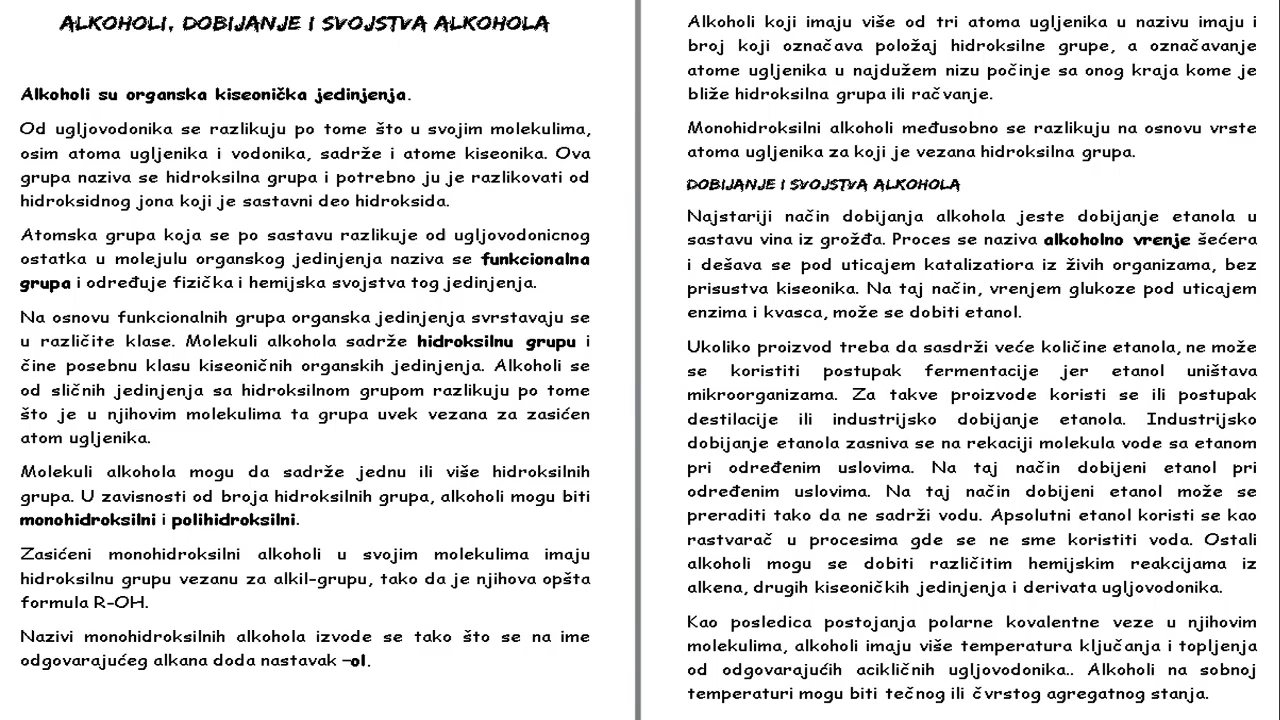 ALKOHOLI, DOBIJANJE I SVOJSTVA ALKOHOLA
Alkoholi su organska kiseonička jedinjenja.
Od ugljovodonika se razlikuju po tome što u svojim molekulima,
osim atoma ugljenika i vodonika, sadrže i atome kiseonika. Ova
grupa naziva se hidroksilna grupa i potrebno ju je razlikovati od
hidroksidnog jona koji je sastavni deo hidroksida.
Atomska grupa koja se po sastavu razlikuje od ugljovodonicnog
ostatka u molejulu organskog jedinjenja naziva se funkcionalna
grupa i određuje fizička i hemijska svojstva tog jedinjenja.
Na osnovu funkcionalnih grupa organska jedinjenja svrstavaju se
u različite klase. Molekuli alkohola sadrže hidroksilnu grupu i
čine posebnu klasu kiseoničnih organskih jedinjenja. Alkoholi se
od sličnih jedinjenja sa hidroksilnom grupom razlikuju po tome
što je u njihovim molekulima ta grupa uvek vezana za zasićen
atom ugljenika.
Molekuli alkohola mogu da sadrže jednu ili više hidroksilnih
grupa. U zavisnosti od broja hidroksilnih grupa, alkoholi mogu biti
monohidroksilni i polihidroksilni.
Zasićeni monohidroksilni alkoholi u svojim molekulima imaju
hidroksilnu grupu vezanu za alkil-grupu, tako da je njihova opšta
formula R-OH.
Nazivi monohidroksilnih alkohola izvode se tako što se na ime
odgovarajućeg alkana doda nastavak –ol.
Alkoholi koji imaju više od tri atoma ugljenika u nazivu imaju i
broj koji označava položaj hidroksilne grupe, a označavanje
atome ugljenika u najdužem nizu počinje sa onog kraja kome je
bliže hidroksilna grupa ili račvanje.
Monohidroksilni alkoholi međusobno se razlikuju na osnovu vrste
atoma ugljenika za koji je vezana hidroksilna grupa.
DOBIJANJE I SVOJSTVA ALKOHOLA
Najstariji način dobijanja alkohola jeste dobijanje etanola u
sastavu vina iz grožđa. Proces se naziva alkoholno vrenje šećera
i dešava se pod uticajem katalizatiora iz živih organizama, bez
prisustva kiseonika. Na taj način, vrenjem glukoze pod uticajem
enzima i kvasca, može se dobiti etanol.
Ukoliko proizvod treba da sasdrži veće količine etanola, ne može
se koristiti postupak fermentacije jer etanol uništava
mikroorganizama. Za takve proizvode koristi se ili postupak
destilacije ili industrijsko dobijanje etanola. Industrijsko
dobijanje etanola zasniva se na rekaciji molekula vode sa etanom
pri određenim uslovima. Na taj način dobijeni etanol pri
određenim uslovima. Na taj način dobijeni etanol može se
preraditi tako da ne sadrži vodu. Apsolutni etanol koristi se kao
rastvarač u procesima gde se ne sme koristiti voda. Ostali
alkoholi mogu se dobiti različitim hemijskim reakcijama iz
alkena, drugih kiseoničkih jedinjenja i derivata ugljovodonika.
Kao posledica postojanja polarne kovalentne veze u njihovim
molekulima, alkoholi imaju više temperatura ključanja i topljenja
od odgovarajućih acikličnih ugljovodonika.. Alkoholi na sobnoj
temperaturi mogu biti tečnog ili čvrstog agregatnog stanja.